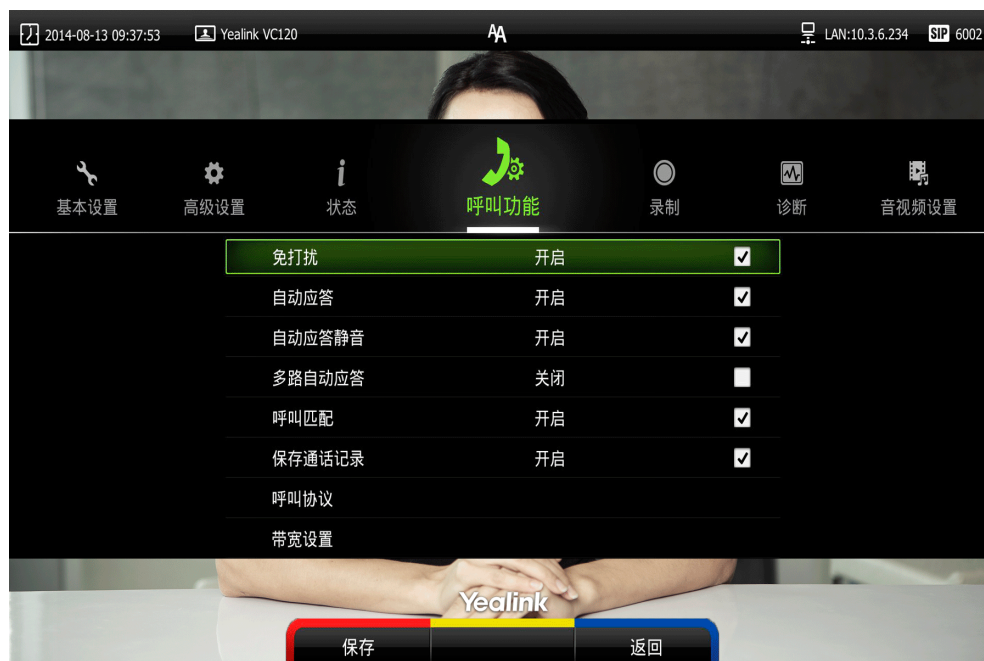 2014-08-13 09:37:53 Yealink VC120 AA LAN:10.3.6.234 SIP 6002
基本设置 高级设置 状态 呼叫功能 录制 诊断 音视频设置
免打扰 开启
自动应答 开启
自动应答静音 开启
多路自动应答 关闭
呼叫匹配 开启
保存通话记录 开启
呼叫协议
带宽设置
Yealink
保存 返回